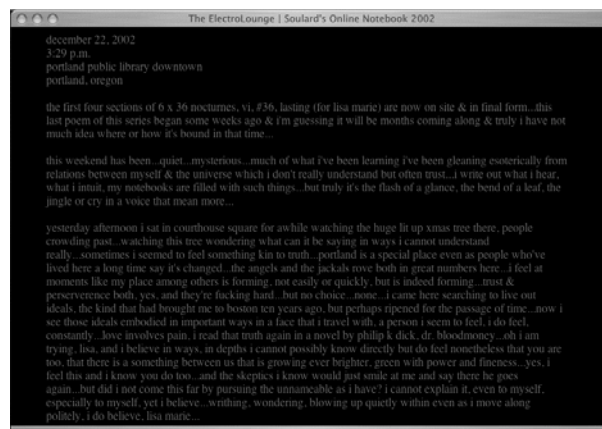 The ElectroLounge | Soulard's Online Notebook 2002
december 22, 2002
3:29 p.m.
portland public library downtown
portland, oregon
the first four sections of 6 x 36 nocturnes, vi, #36, lasting (for lisa marie) are now on site & in final form...this
last poem of this series began some weeks ago & i'm guessing it will be months coming along & truly i have not
much idea where or how it's bound in that time...
this weekend has been...quiet...mysterious...much of what i've been learning i've been gleaning esoterically from
relations between myself & the universe which i don't really understand but often trust...i write out what i hear,
what i intuit, my notebooks are filled with such things...but truly it's the flash of a glance, the bend of a leaf, the
jingle or cry in a voice that mean more...
yesterday afternoon i sat in courthouse square for awhile watching the huge lit up xmas tree there, people
crowding past...watching this tree wondering what can it be saying in ways i cannot understand
really...sometimes i seemed to feel something kin to truth...portland is a special place even as people who've
lived here a long time say it's changed...the angels and the jackals rove both in great numbers here...i feel at
moments like my place among others is forming, not easily or quickly, but is indeed forming...trust &
perserverence both, yes, and they're fucking hard...but no choice...none...i came here searching to live out
ideals, the kind that had brought me to boston ten years ago, but perhaps ripened for the passage of time...now i
see those ideals embodied in important ways in a face that i travel with, a person i seem to feel, i do feel,
constantly...love involves pain, i read that truth again in a novel by philip k dick, dr. bloodmoney...oh i am
trying, lisa, and i believe in ways, in depths i cannot possibly know directly but do feel nonetheless that you are
too, that there is a something between us that is growing ever brighter, green with power and fineness...yes, i
feel this and i know you do too...and the skeptics i know would just smile at me and say there he goes
again...but did i not come this far by pursuing the unnameable as i have? i cannot explain it, even to myself,
especially to myself, yet i believe...writhing, wondering, blowing up quietly within even as i move along
politely, i do believe, lisa marie...